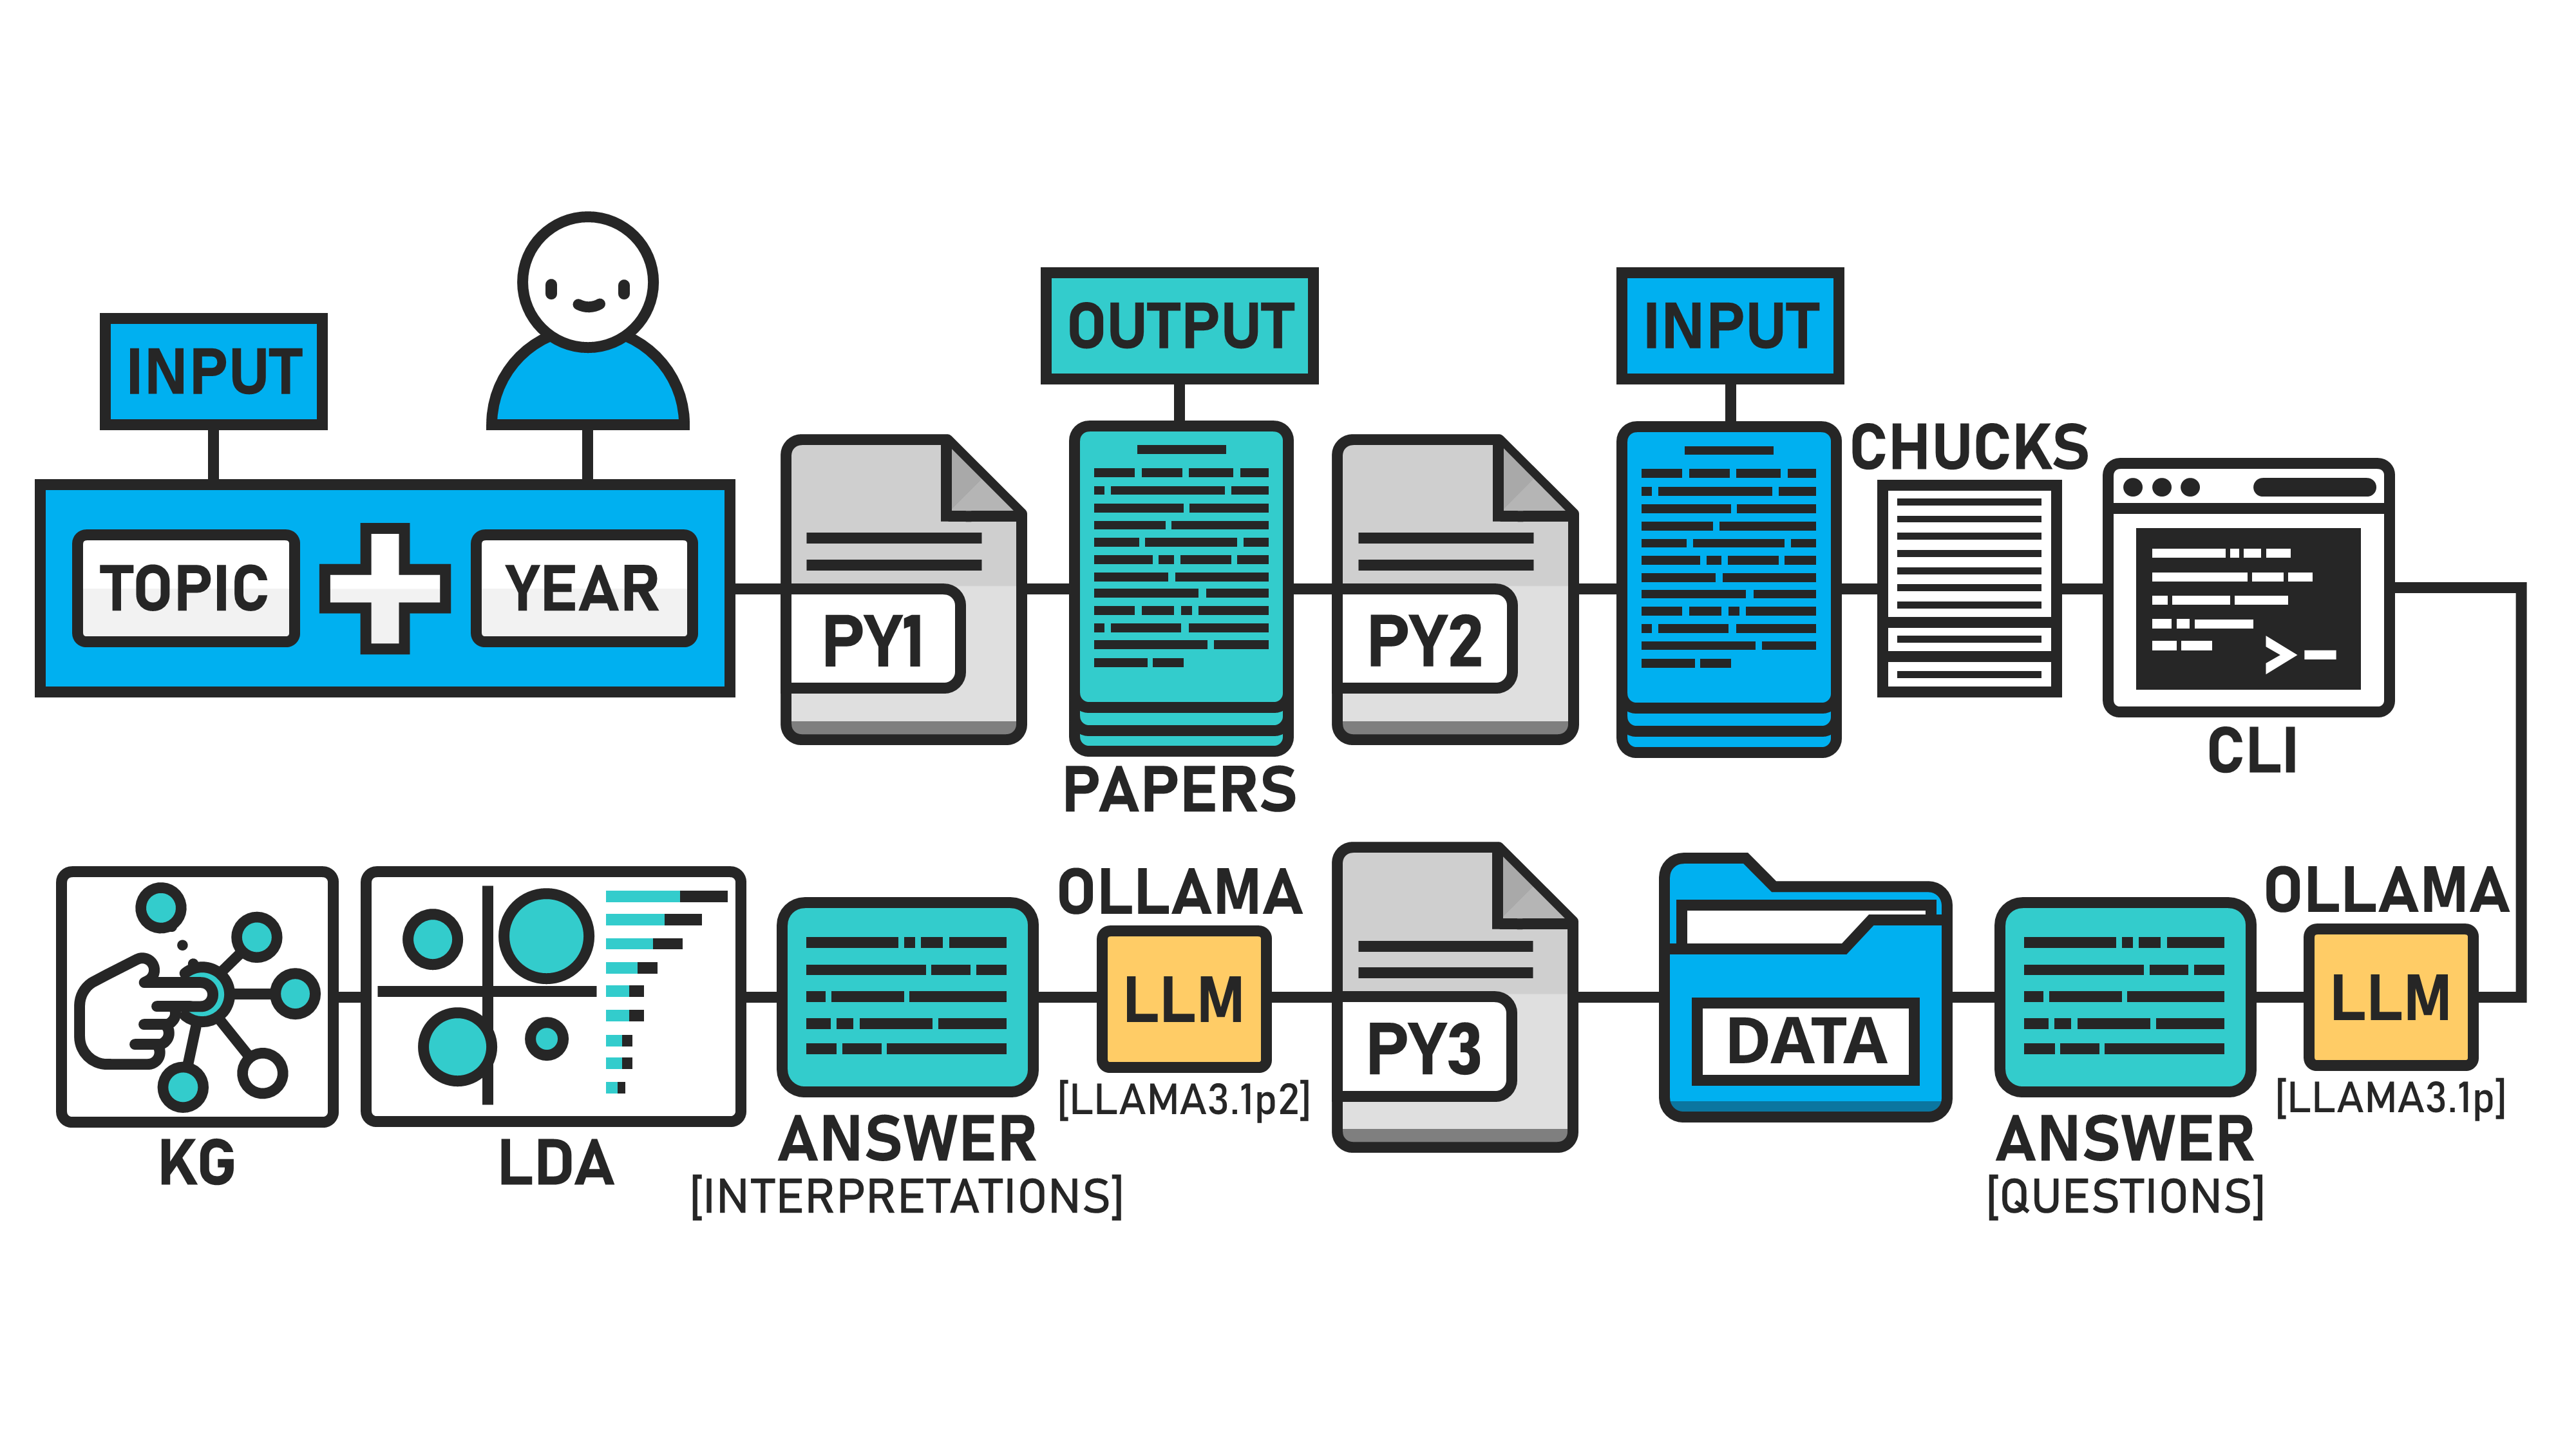 INPUT
TOPIC
YEAR
PY1
OUTPUT
PAPERS
PY2
INPUT
CHUCKS
CLI
OLLAMA
LLM
[LLAMA3.1p]
ANSWER
[QUESTIONS]
DATA
PY3
OLLAMA
LLM
[LLAMA3.1p2]
ANSWER
[INTERPRETATIONS]
LDA
KG